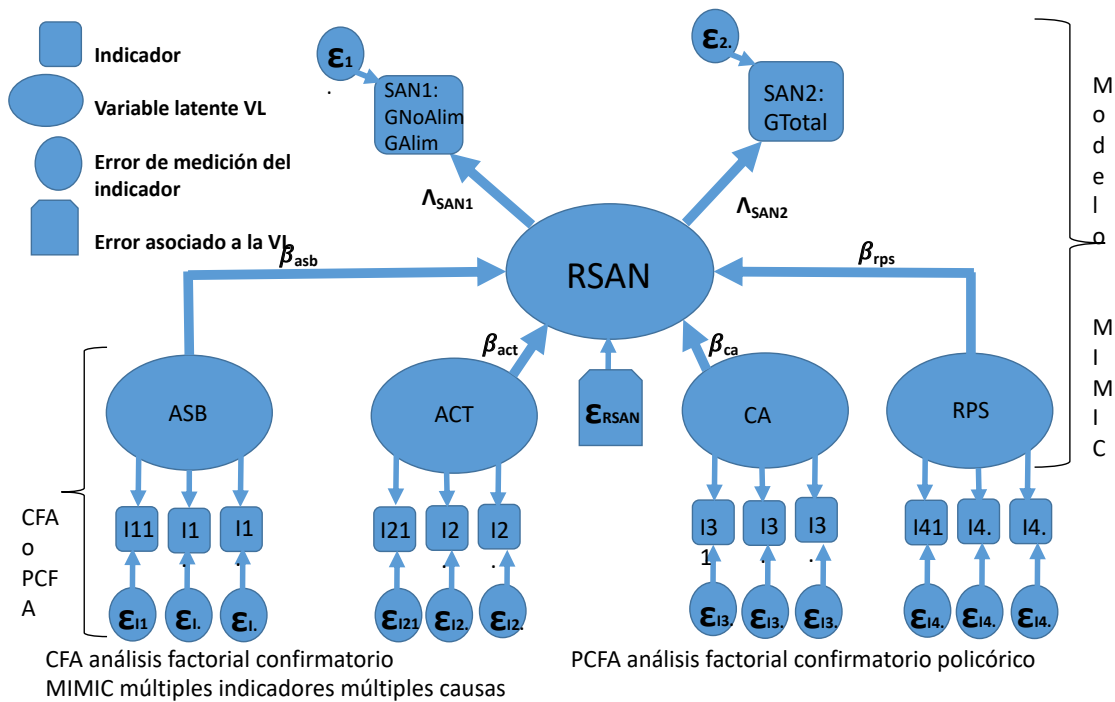 Indicador
Variable latente VL
Error de medición del
indicador
Error asociado a la VL
ε1
.
SAN1:
GNoAlim
GAlim
ε2.
SAN2:
GTotal
ΛSAN1
ΛSAN2
RSAN
βasb
βrps
βact
βca
εRSAN
ASB
ACT
CA
RPS
I11
I1
.
I1
.
I21
I2
.
I2
.
I3
1
I3
.
I3
.
I41
I4.
I4.
εI1
εI.
εI.
εI21
εI2.
εI2.
εI3.
εI3.
εI3.
εI4.
εI4.
εI4.
CFA
o
PCF
A
M
o
d
e
l
o
M
I
M
I
C
CFA análisis factorial confirmatorio
PCFA análisis factorial confirmatorio policórico
MIMIC múltiples indicadores múltiples causas